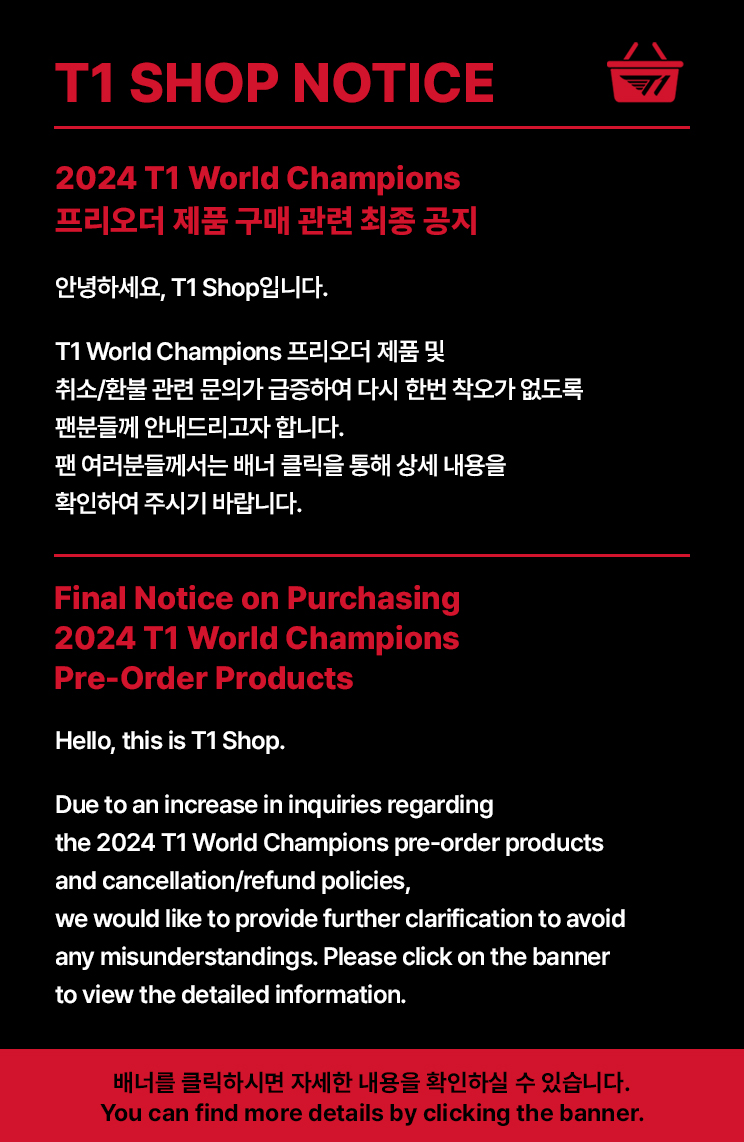 T1 SHOP NOTICE
2024 T1 World Champions
프리오더 제품 구매 관련 최종 공지
안녕하세요, T1 Shop입니다.
T1 World Champions 프리오더 제품 및
취소/환불 관련 문의가 급증하여 다시 한번 착오가 없도록
팬분들께 안내드리고자 합니다.
팬 여러분들께서는 배너 클릭을 통해 상세 내용을
확인하여 주시기 바랍니다.
Final Notice on Purchasing
2024 T1 World Champions
Pre-Order Products
Hello, this is T1 Shop.
Due to an increase in inquiries regarding
the 2024 T1 World Champions pre-order products
and cancellation/refund policies,
we would like to provide further clarification to avoid
any misunderstandings. Please click on the banner
to view the detailed information.
배너를 클릭하시면 자세한 내용을 확인하실 수 있습니다.
You can find more details by clicking the banner.